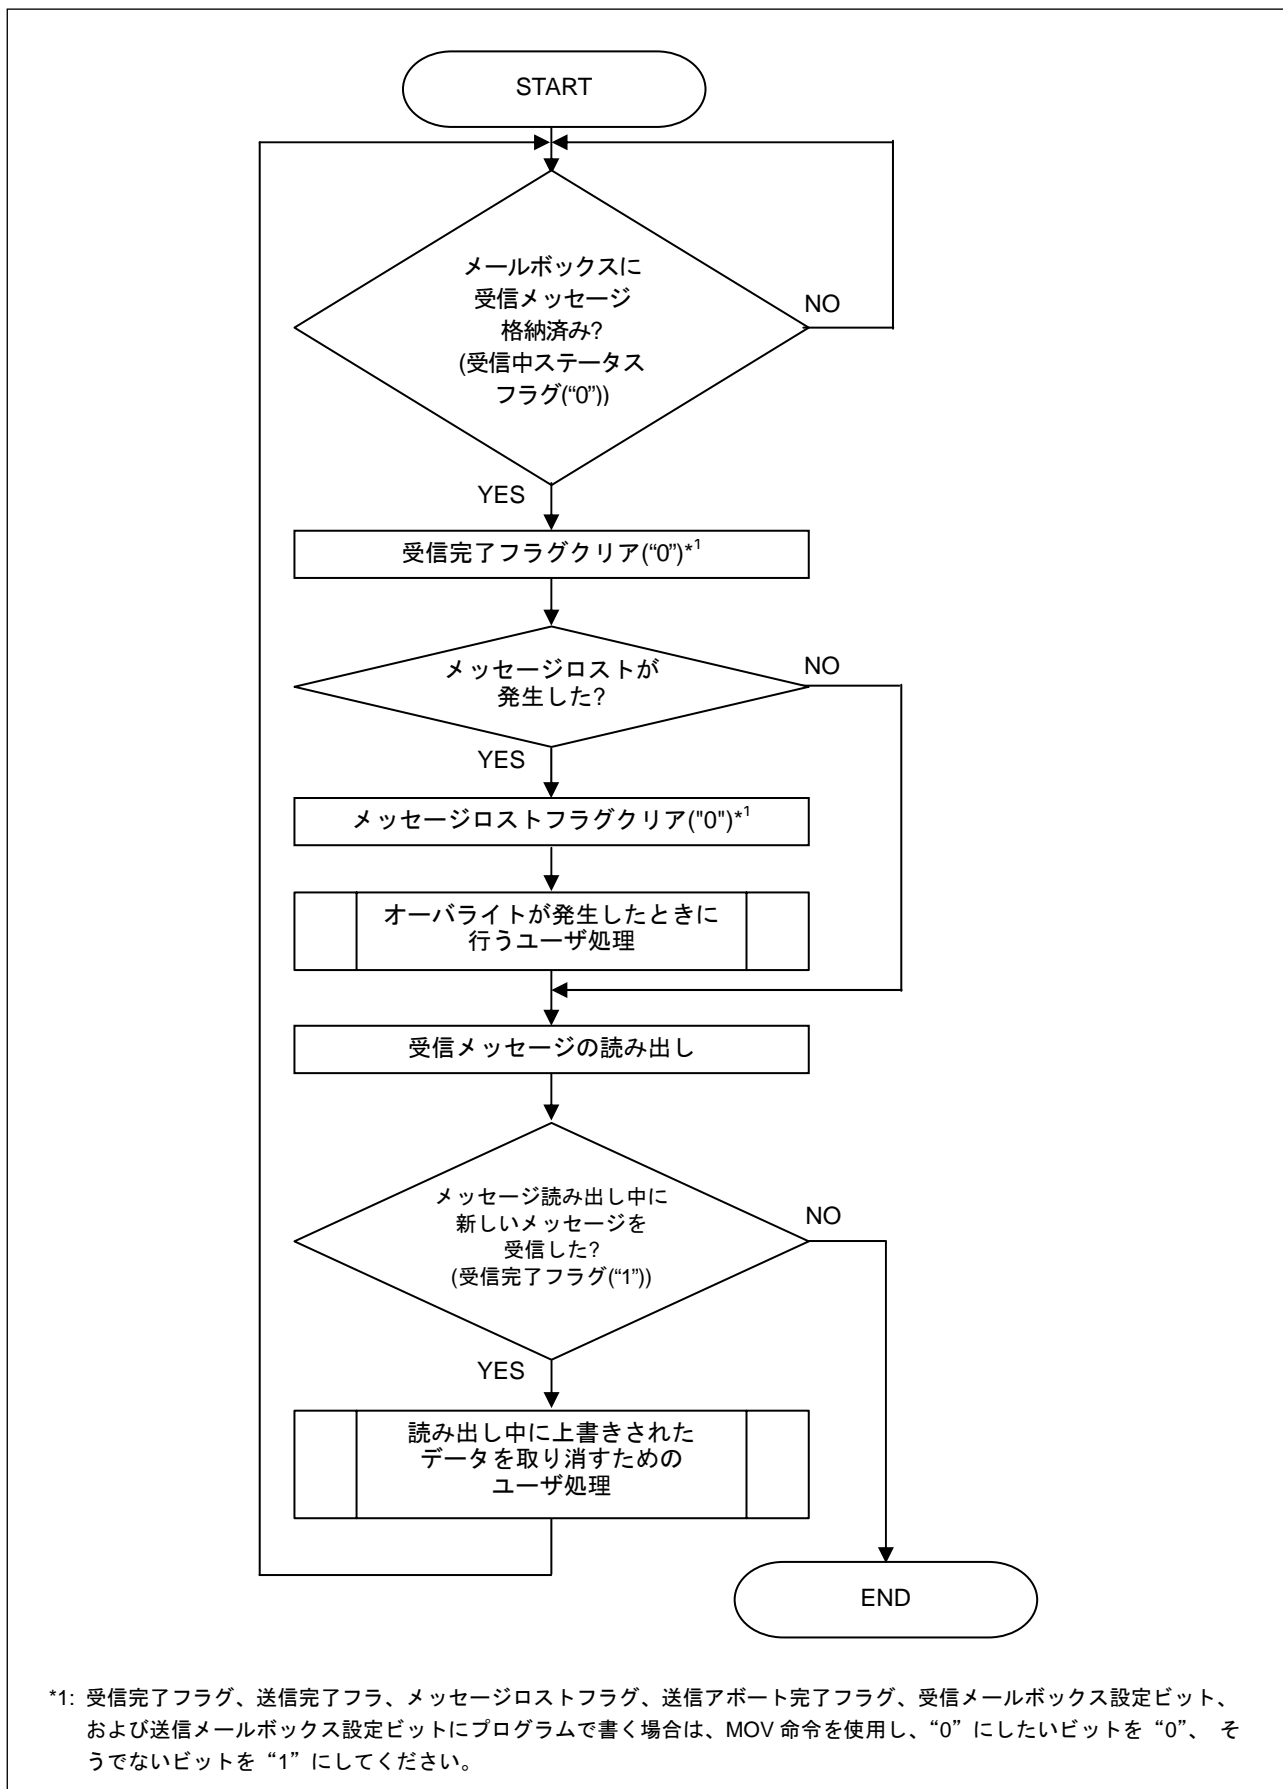 START
メールボックスに
受信メッセージ
格納済み?
(受信中ステータス
フラグ(“0”))
NO
YES
受信完了フラグクリア(“0”)*1
メッセージロストが
発生した?
NO
YES
メッセージロストフラグクリア("0")*1
オーバライトが発生したときに
行うユーザ処理
受信メッセージの読み出し
メッセージ読み出し中に
新しいメッセージを
受信した?
(受信完了フラグ(“1”))
NO
YES
読み出し中に上書きされた
データを取り消すための
ユーザ処理
END
*1: 受信完了フラグ、送信完了フラ、メッセージロストフラグ、送信アボート完了フラグ、受信メールボックス設定ビット、
および送信メールボックス設定ビットにプログラムで書く場合は、MOV 命令を使用し、“0” にしたいビットを “0”、 そ
うでないビットを “1” にしてください。